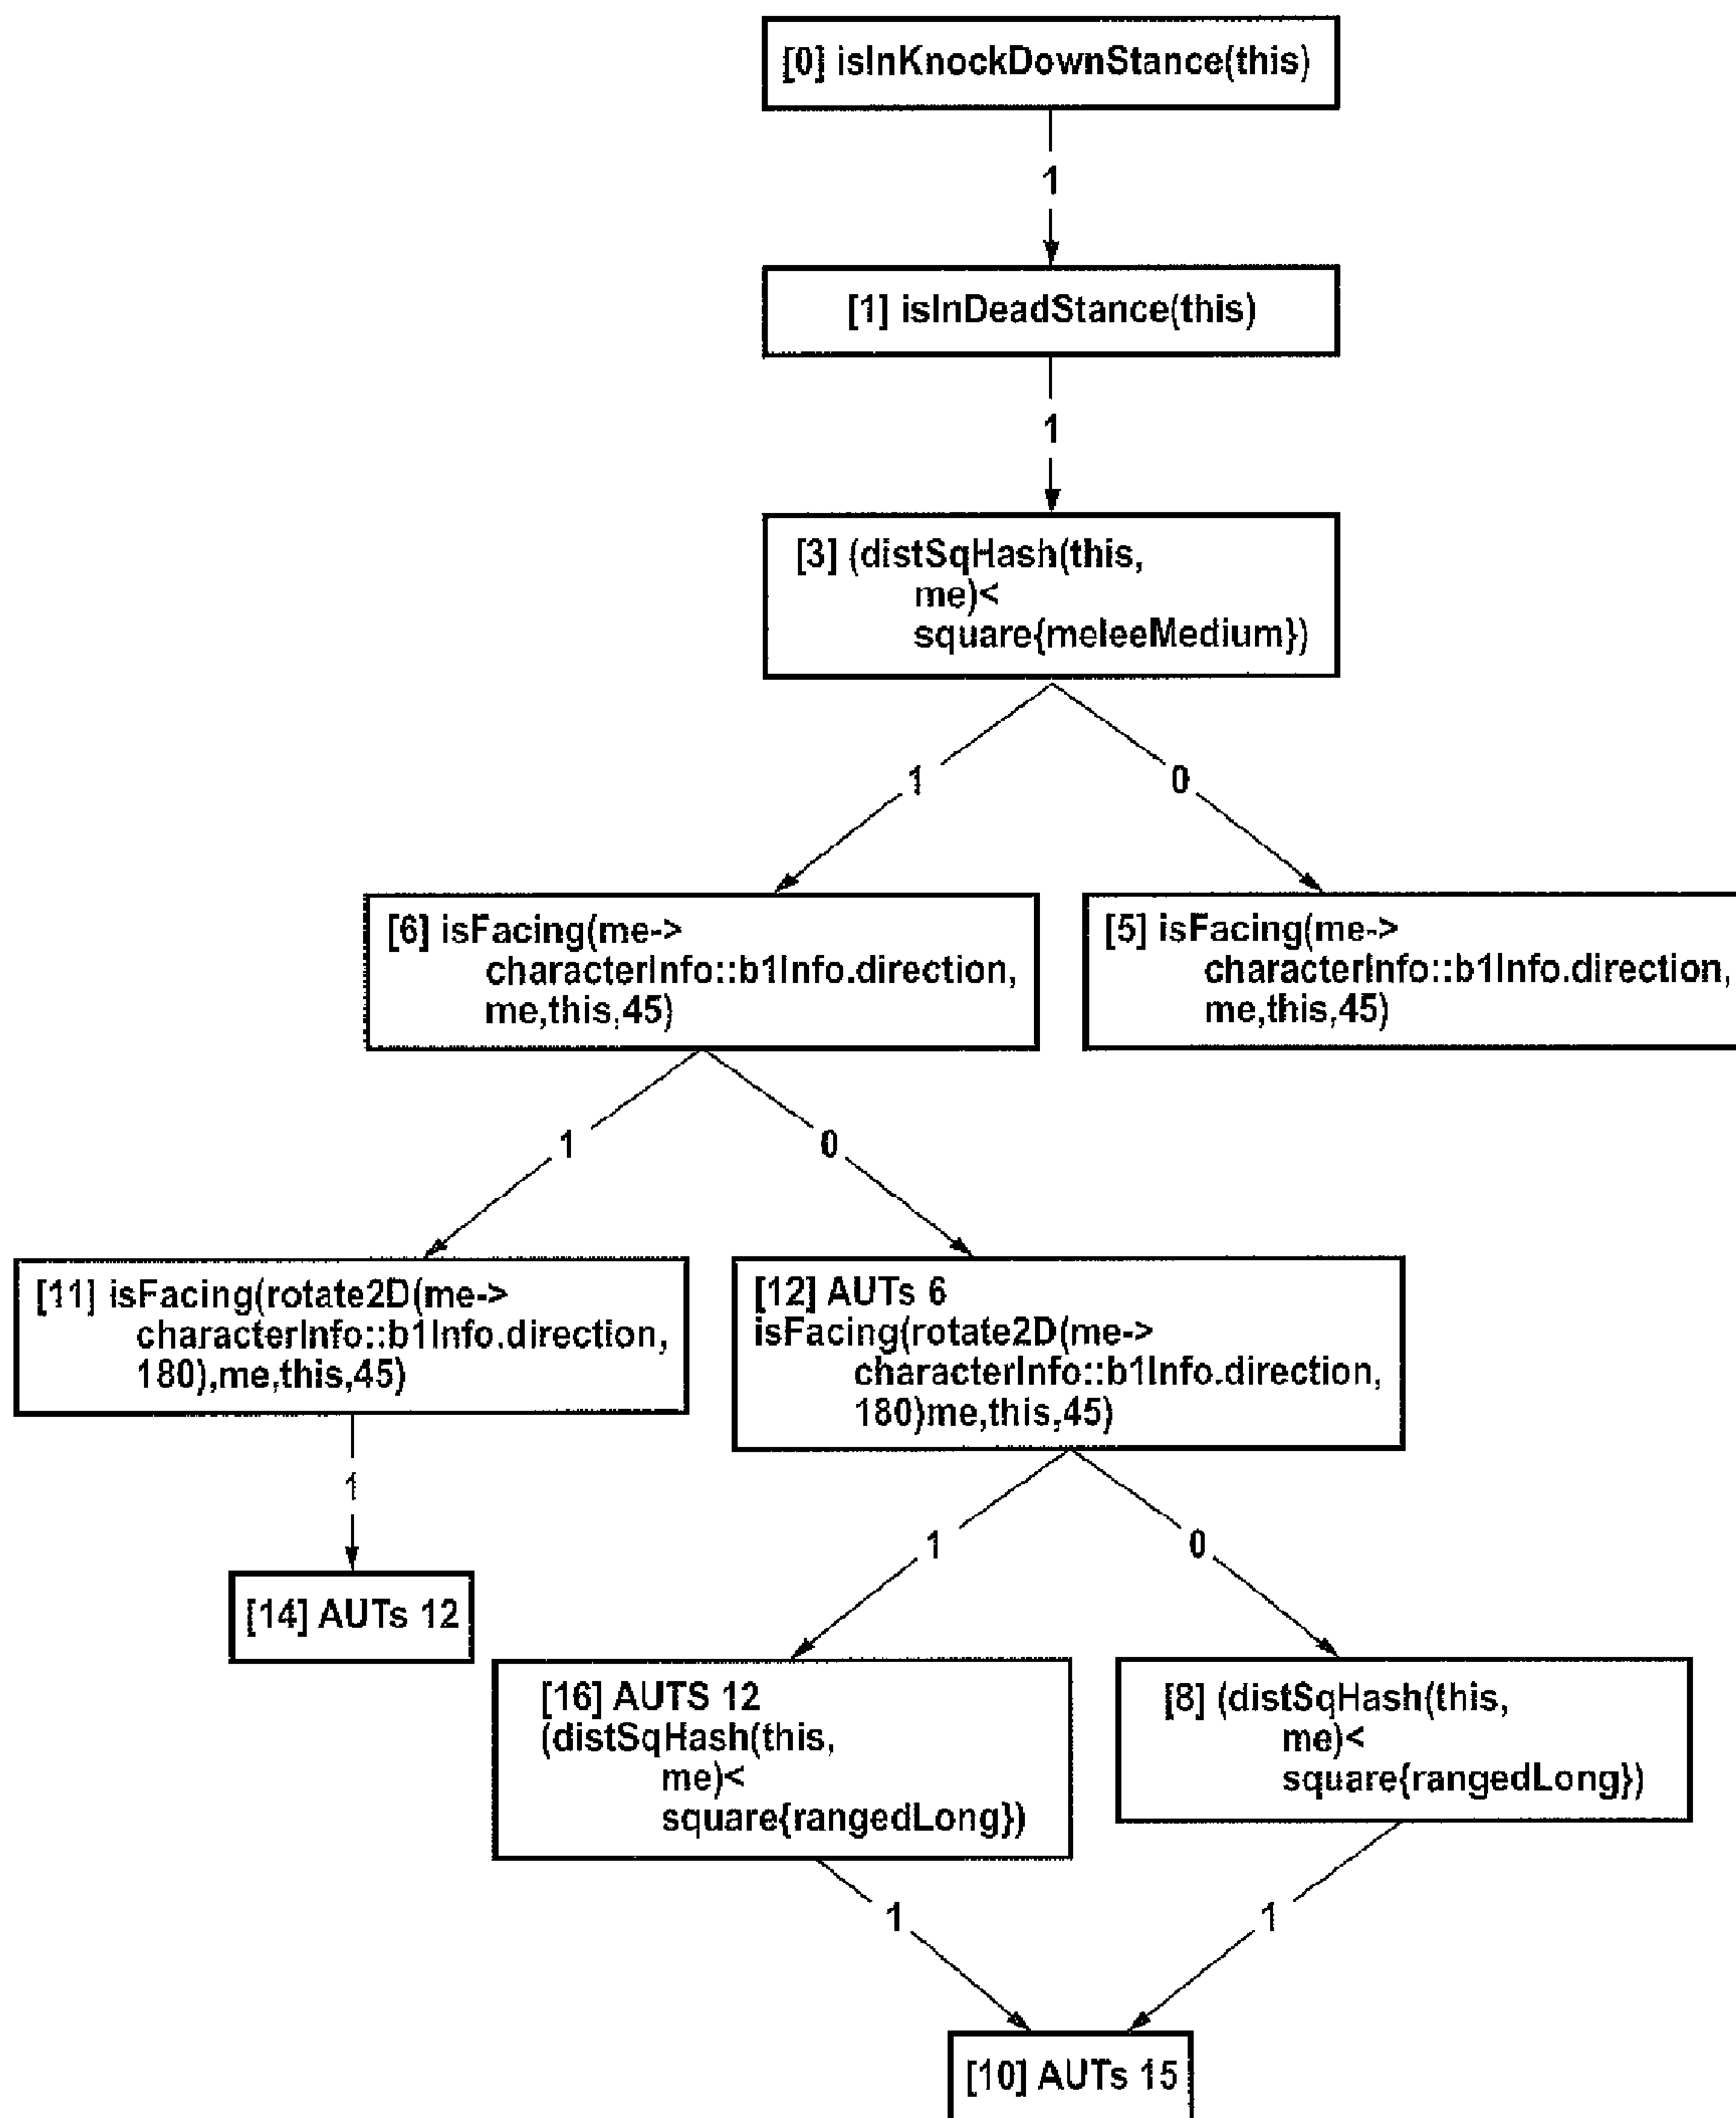 [0] isInKnockDownStance(this)
1
[1] isInDeadStance(this)
1
[3] (distSqHash(this,
me)<
square{meleeMedium})
1
0
[6] isFacing(me->
characterInfo::b1Info.direction,
me,this,45)
[5] isFacing(me->
characterInfo::b1Info.direction,
me,this,45)
1
0
[11] isFacing(rotate2D(me->
characterInfo::b1Info.direction,
180),me,this,45)
[12] AUTs 6
isFacing(rotate2D(me->
characterInfo::b1Info.direction,
180)me,this,45)
1
1
0
[14] AUTs 12
[16] AUTS 12
(distSqHash(this,
me)<
square{rangedLong})
[8] (distSqHash(this,
me)<
square{rangedLong})
1
1
[10] AUTs 15